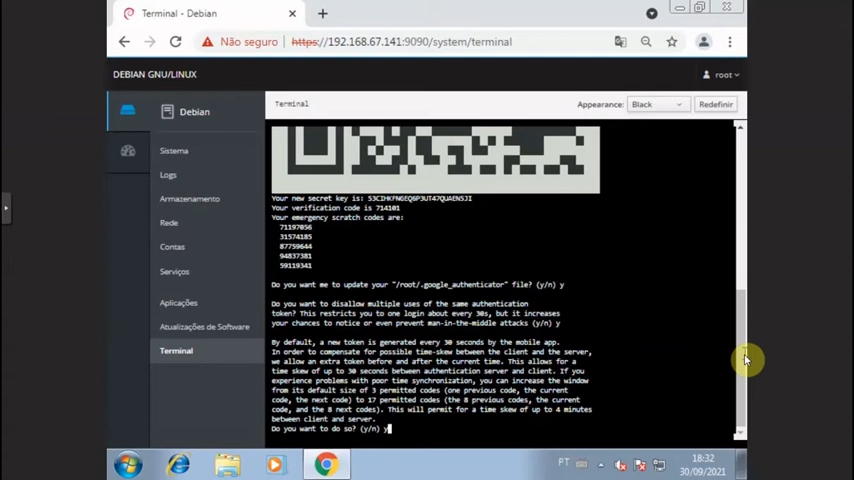 Terminal - Debian
Não seguro
https://192.168.67.141:9090/system/terminal
DEBIAN GNU/LINUX
root
Debian
Terminal
Appearance:
Black
Redefinir
Sistema
Logs
Armazenamento
Rede
Contas
Serviços
Aplicações
Atualizações de Software
Terminal
Your new secret key is: S3CIHKFNGEQ6P3UT47QUAEN5JI
Your verification code is 714101
Your emergency scratch codes are:
71197056
31574185
87759644
94837381
59119341
Do you want me to update your "/root/.google_authenticator" file? (y/n) y
Do you want to disallow multiple uses of the same authentication
token? This restricts you to one login about every 30s, but it increases
your chances to notice or even prevent man-in-the-middle attacks (y/n) y
By default, a new token is generated every 30 seconds by the mobile app.
In order to compensate for possible time-skew between the client and the server,
we allow an extra token before and after the current time. This allows for a
time skew of up to 30 seconds between authentication server and client. If you
experience problems with poor time synchronization, you can increase the window
from its default size of 3 permitted codes (one previous code, the current
code, the next code) to 17 permitted codes (the 8 previous codes, the current
code, and the 8 next codes). This will permit for a time skew of up to 4 minutes
between client and server.
Do you want to do so? (y/n) y
PT
18:32
30/09/2021